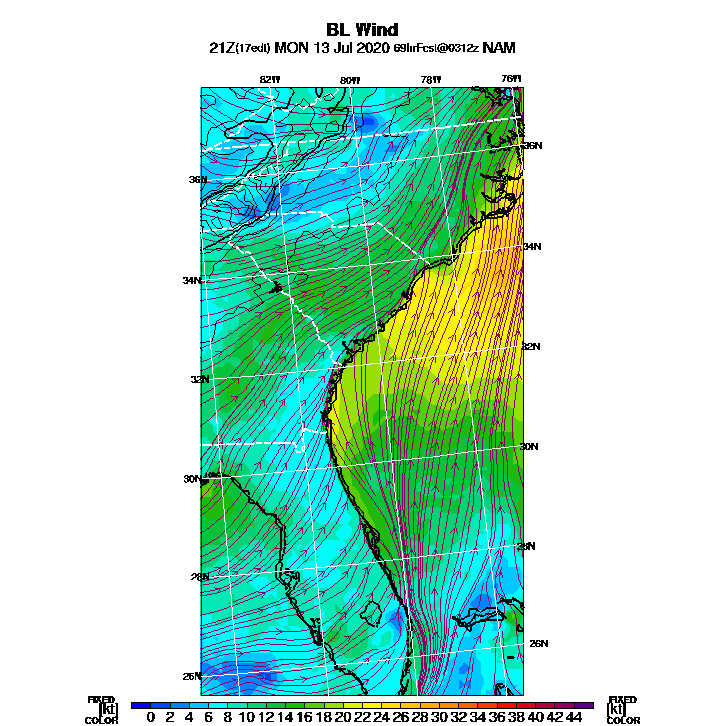 BL Wind
21Z(17edt) MON 13 Jul 2020 69hrFcst@0312z NAM
82W 80W 78W 76W
36N
36N
34N
34N
32N
32N
30N
30N
28N
28N
26N
26N
FIXED FIXED
[kt] 0 2 4 6 8 10 12 14 16 18 20 22 24 26 28 30 32 34 36 38 40 42 44 [kt]
COLOR COLOR